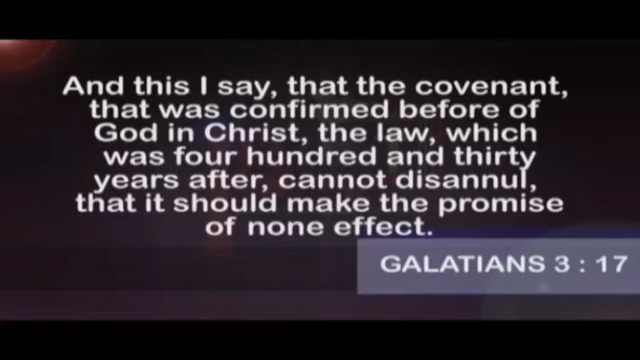 And this I say, that the covenant,
that was confirmed before of
God in Christ, the law, which
was four hundred and thirty
years after, cannot disannul,
that it should make the promise
of none effect.
GALATIANS 3 : 17